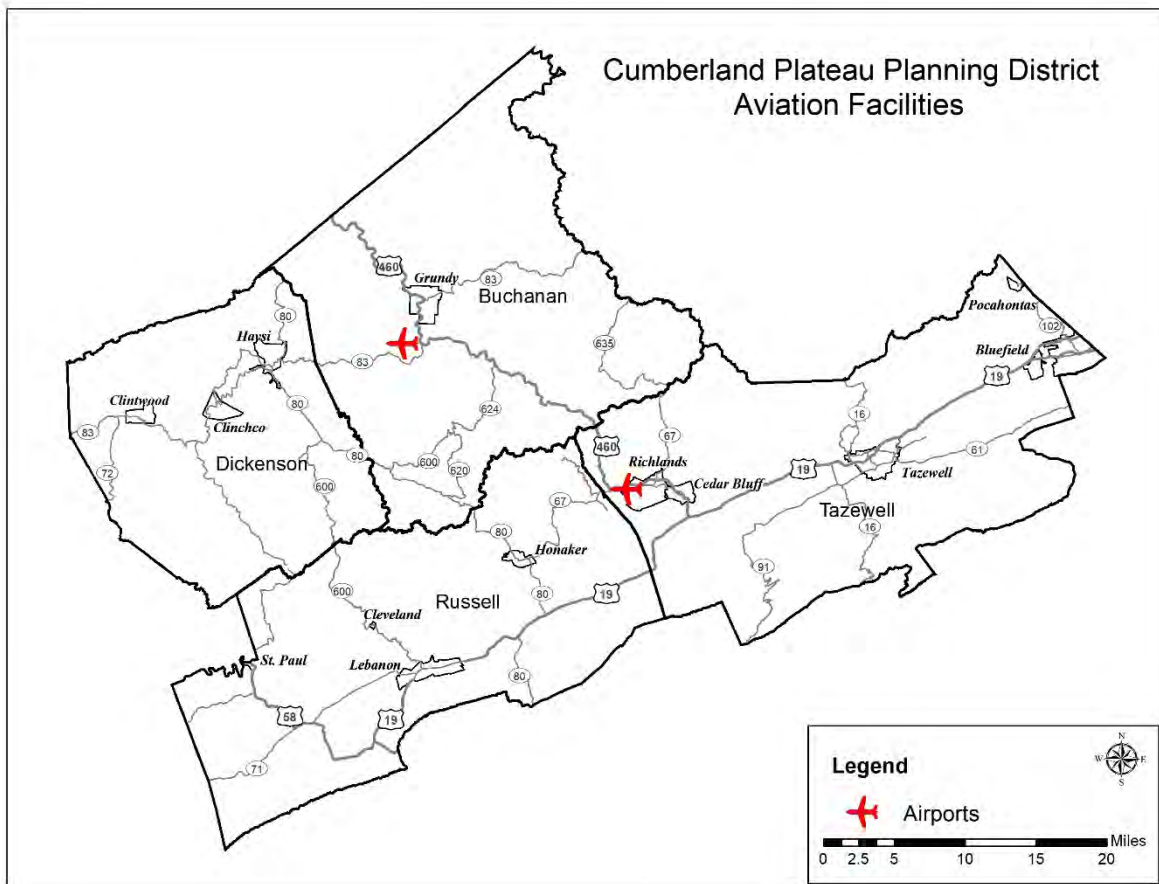 Cumberland Plateau Planning District
Aviation Facilities
460
Grundy
83
Buchanan
Pocahontas
102
80
Haysi
635
Bluefield
83
19
Clintwood
624
16
80
Clinchco
83
67
460
61
80
Richlands
19
72
Dickenson
600
620
Tazewell
Cedar Bluff
600
67
Tazewell
80
16
Honaker
91
600
80
19
Russell
Cleveland
St. Paul
Lebanon
80
58
19
71
N
W
E
S
Legend
Airports
Miles
0
2.5
5
10
15
20